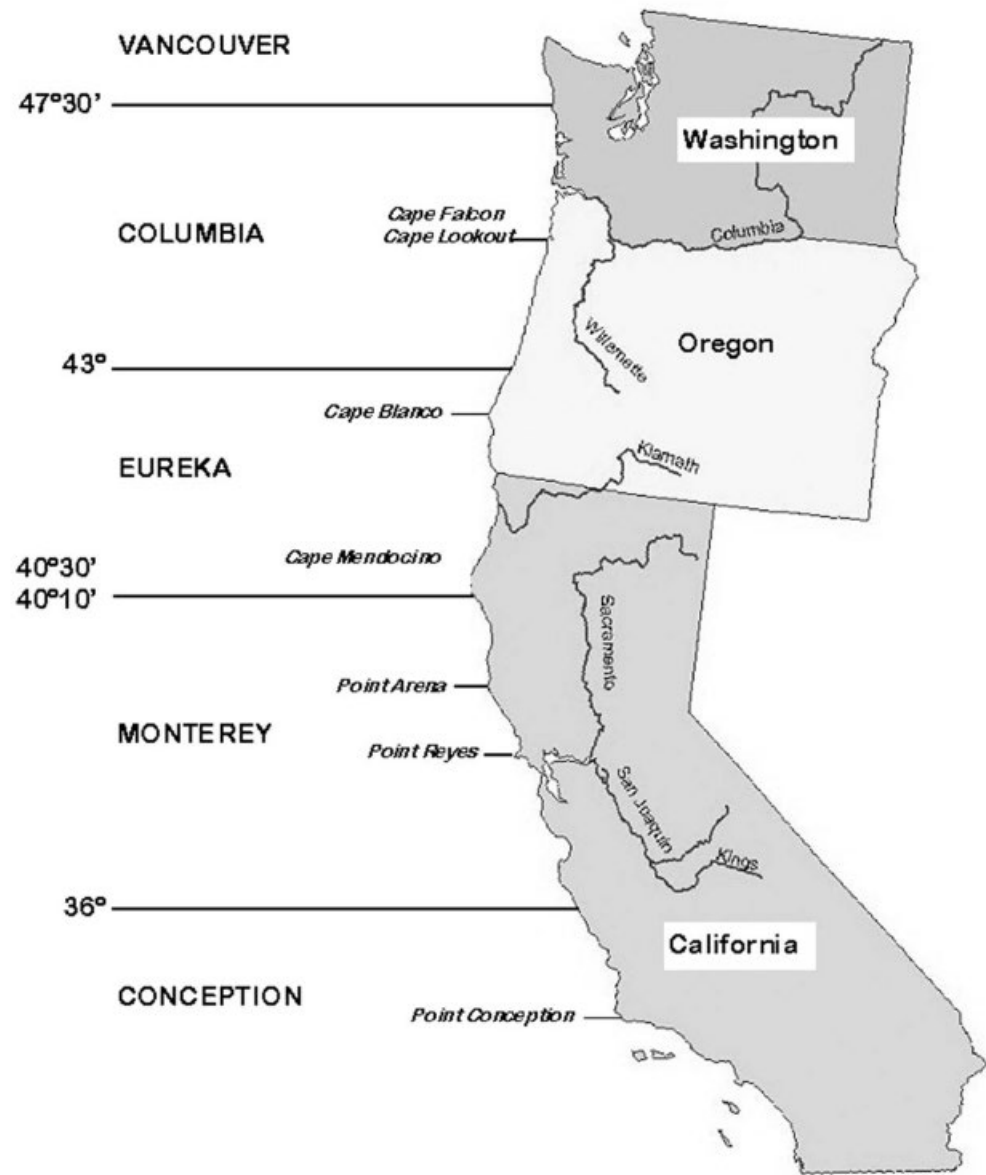 VANCOUVER
47°30'
Washington
Cape Falcon
Cape Lookout
COLUMBIA
Columbia
Willamette
Oregon
43°
Cape Blanco
EUREKA
Klamath
Cape Mendocino
40°30'
40°10'
Sacramento
Point Arena
MONTEREY
Point Reyes
San Joaquin
Kings
36°
California
CONCEPTION
Point Conception